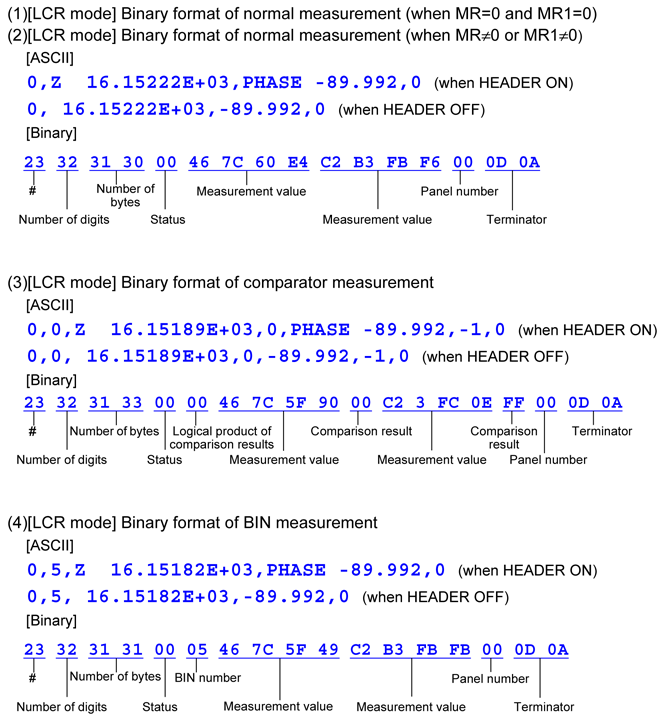 (1)[LCR mode] Binary format of normal measurement (when MR=0 and MR1=0)
(2)[LCR mode] Binary format of normal measurement (when MR≠0 or MR1≠0)
[ASCII]
0,Z  16.15222E+03,PHASE -89.992,0 (when HEADER ON)
0, 16.15222E+03,-89.992,0 (when HEADER OFF)
[Binary]
23 32 31 30 00 46 7C 60 E4 C2 B3 FB F6 00 0D 0A
# Number of bytes Measurement value Panel number
Number of digits Status Measurement value Terminator
(3)[LCR mode] Binary format of comparator measurement
[ASCII]
0,0,Z  16.15189E+03,0,PHASE -89.992,-1,0 (when HEADER ON)
0,0, 16.15189E+03,0,-89.992,-1,0 (when HEADER OFF)
[Binary]
23 32 31 33 00 00 46 7C 5F 90 00 C2 3 FC 0E FF 00 0D 0A
# Number of bytes Logical product of comparison results Comparison result Comparison result Terminator
Number of digits Status Measurement value Measurement value Panel number
(4)[LCR mode] Binary format of BIN measurement
[ASCII]
0,5,Z  16.15182E+03,PHASE -89.992,0 (when HEADER ON)
0,5, 16.15182E+03,-89.992,0 (when HEADER OFF)
[Binary]
23 32 31 31 00 05 46 7C 5F 49 C2 B3 FB FB 00 0D 0A
# Number of bytes BIN number Panel number
Number of digits Status Measurement value Measurement value Terminator